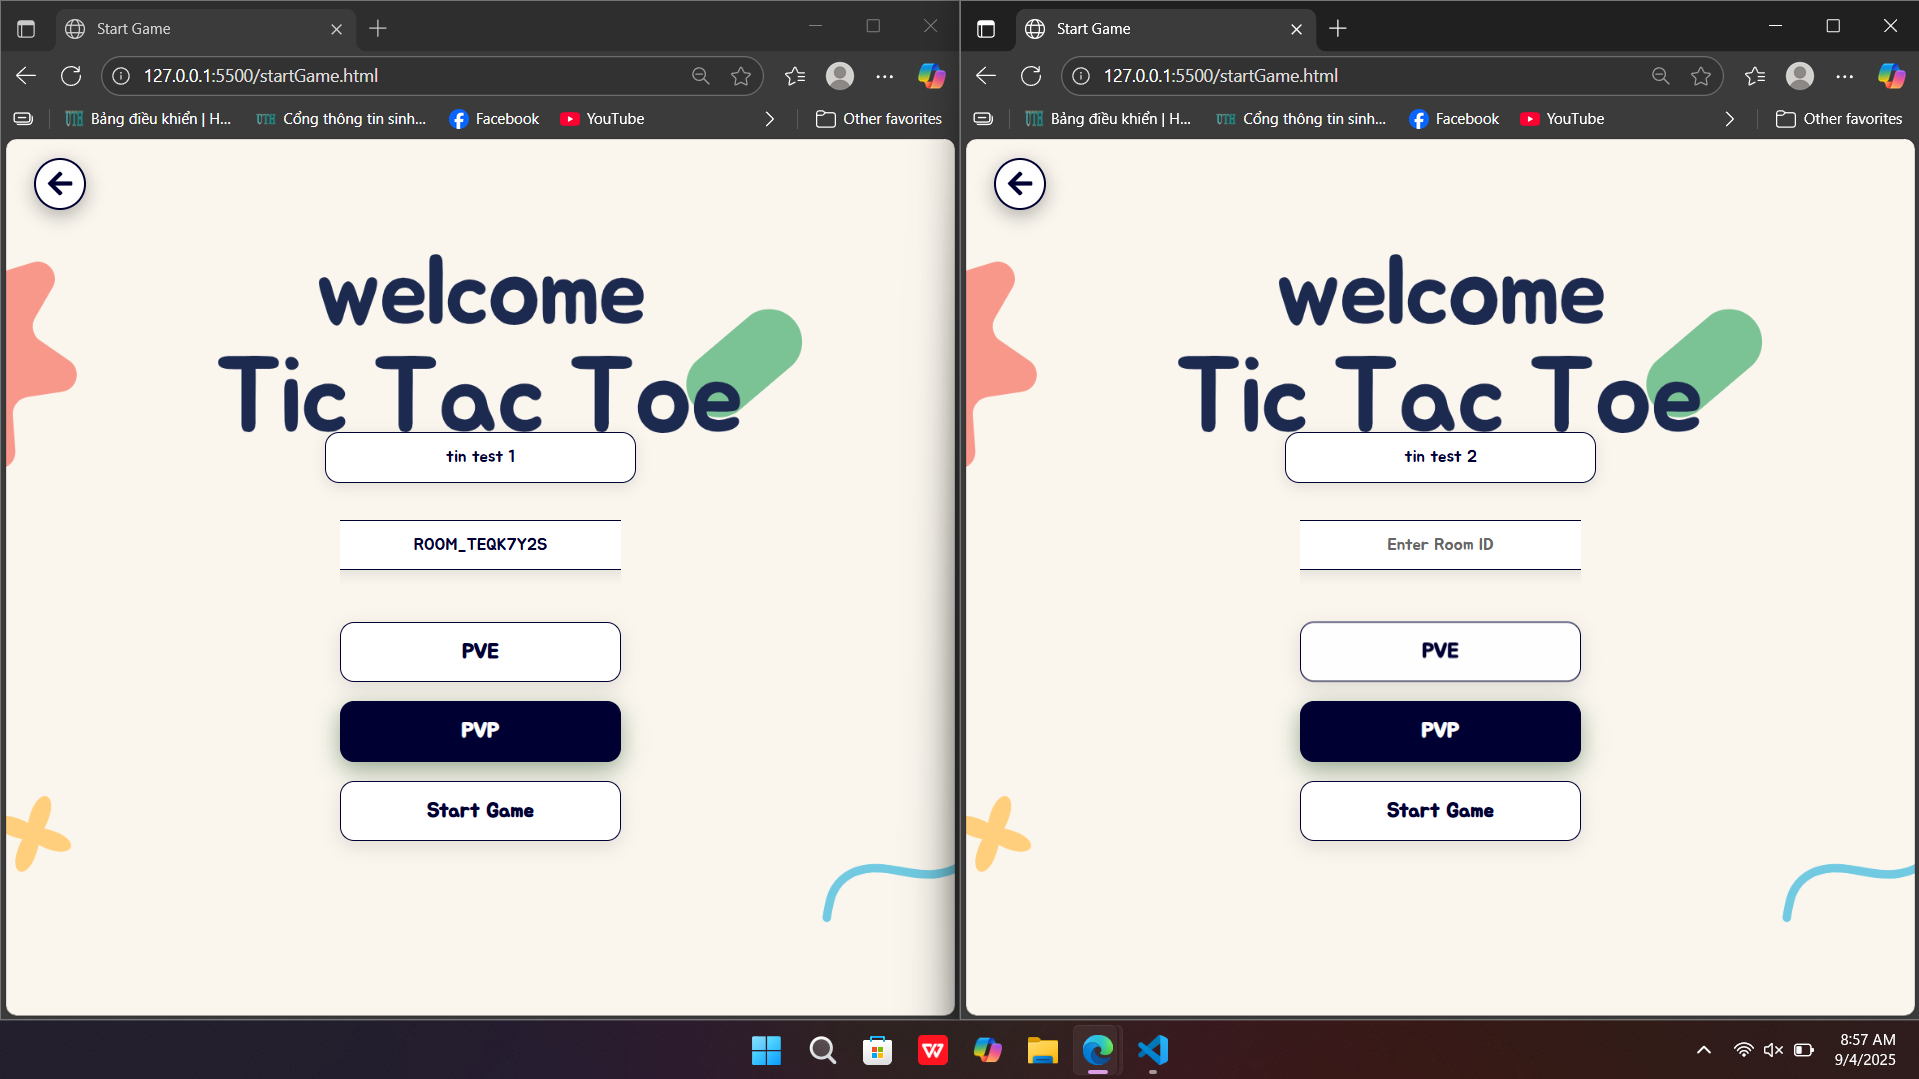 Start Game
127.0.0.1:5500/startGame.html
Bảng điều khiển | H...
Cổng thông tin sinh...
Facebook
YouTube
Other favorites
welcome
Tic Tac Toe
tin test 1
ROOM_TEQK7Y2S
PVE
PVP
Start Game
Start Game
127.0.0.1:5500/startGame.html
Bảng điều khiển | H...
Cổng thông tin sinh...
Facebook
YouTube
Other favorites
welcome
Tic Tac Toe
tin test 2
Enter Room ID
PVE
PVP
Start Game
8:57 AM
9/4/2025